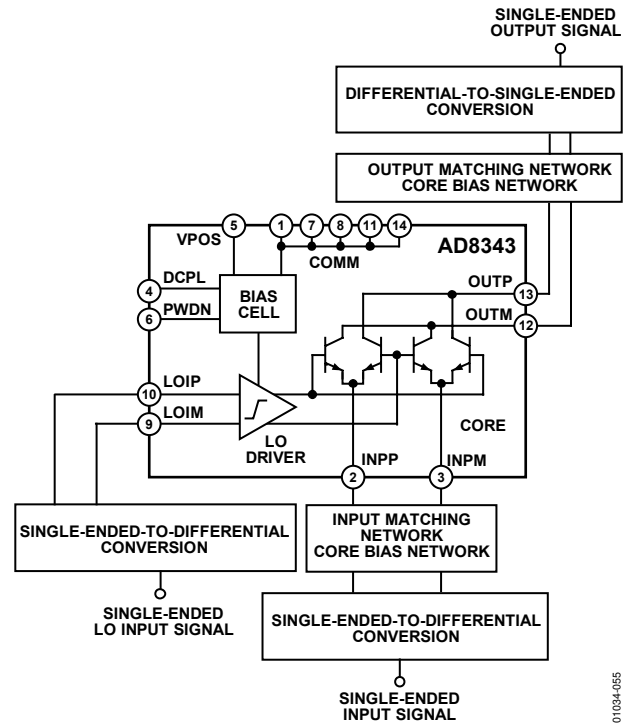 SINGLE-ENDED
OUTPUT SIGNAL
DIFFERENTIAL-TO-SINGLE-ENDED
CONVERSION
OUTPUT MATCHING NETWORK
CORE BIAS NETWORK
5 1 7 8 11 14
VPOS
COMM
AD8343
4 DCPL
6 PWDN
BIAS
CELL
OUTP 13
OUTM 12
10 LOIP
9 LOIM
LO
DRIVER
CORE
INPP
INPM
2 3
SINGLE-ENDED-TO-DIFFERENTIAL
CONVERSION
SINGLE-ENDED
LO INPUT SIGNAL
INPUT MATCHING
NETWORK
CORE BIAS NETWORK
SINGLE-ENDED-TO-DIFFERENTIAL
CONVERSION
SINGLE-ENDED
INPUT SIGNAL
01034-055